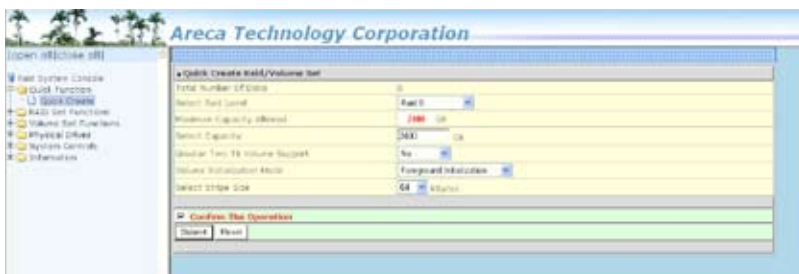 Areca Technology Corporation
[open all|close all]
Raid System Console
Quick Function
Quick Create
RAID Set Functions
Volume Set Functions
Physical Drives
System Controls
Information
Quick Create Raid/Volume Set
Total Number Of Disks
Select Raid Level
Maximum Capacity Allowed GB
Select Capacity GB
Greater Two TB Volume Support No
Volume Initialization Mode Foreground Initialization
Select Stripe Size 64 KBytes
Confirm The Operation
Submit Reset